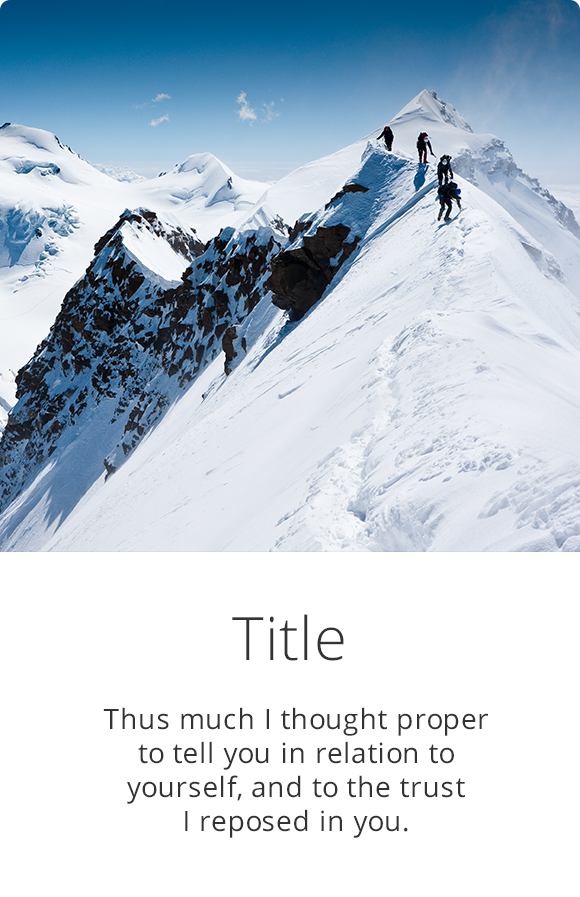 Title
Thus much I thought proper
to tell you in relation to
yourself, and to the trust
I reposed in you.